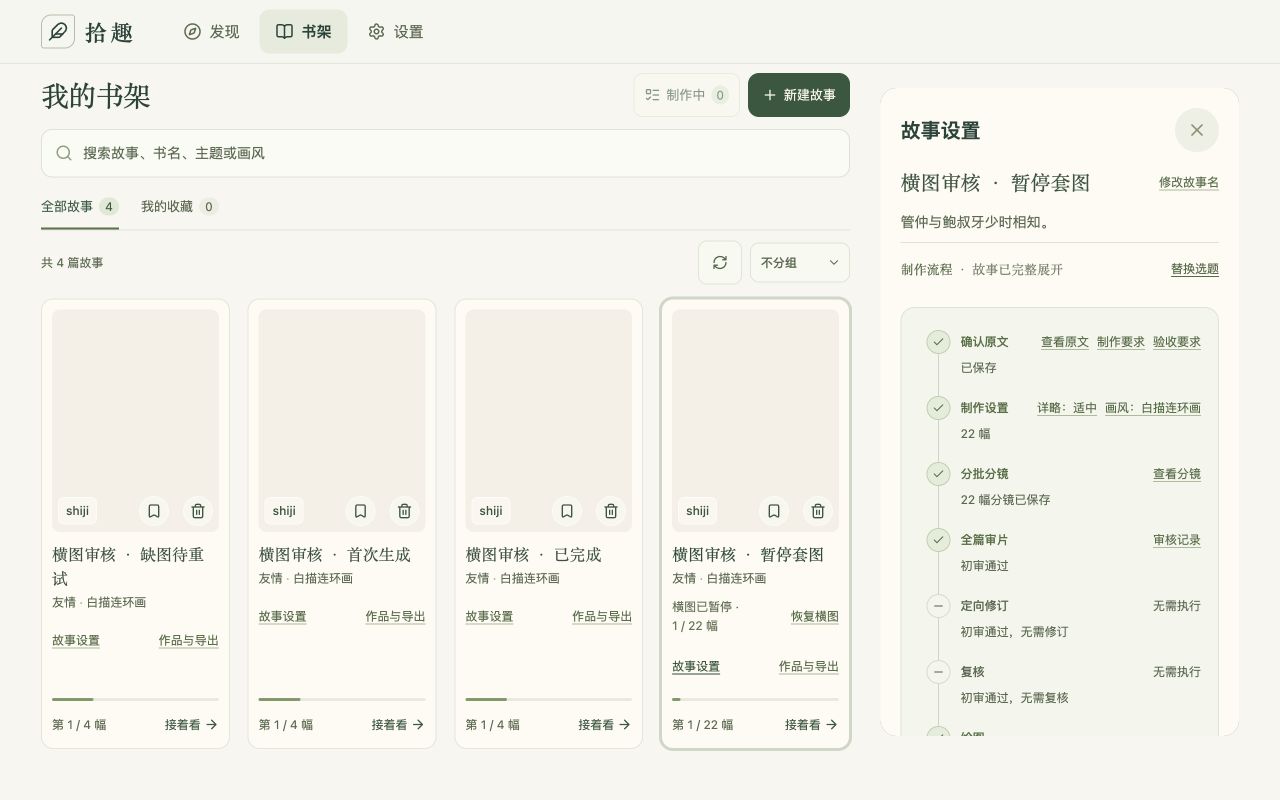 拾趣
发现
书架
设置
我的书架
制作中 0
新建故事
搜索故事、书名、主题或画风
全部故事 4
我的收藏 0
共 4 篇故事
不分组
shiji
横图审核 · 缺图待重试
友情 · 白描连环画
故事设置 作品与导出
第 1 / 4 幅 接着看
shiji
横图审核 · 首次生成
友情 · 白描连环画
故事设置 作品与导出
第 1 / 4 幅 接着看
shiji
横图审核 · 已完成
友情 · 白描连环画
故事设置 作品与导出
第 1 / 4 幅 接着看
shiji
横图审核 · 暂停套图
友情 · 白描连环画
横图已暂停 ·
1 / 22 幅
恢复横图
故事设置 作品与导出
第 1 / 22 幅 接着看
故事设置
横图审核 · 暂停套图 修改故事名
管仲与鲍叔牙少时相知。
制作流程 · 故事已完整展开 替换选题
确认原文 查看原文 制作要求 验收要求
已保存
制作设置 详略：适中 画风：白描连环画
22 幅
分批分镜 查看分镜
22 幅分镜已保存
全篇审片 审核记录
初审通过
定向修订 无需执行
初审通过，无需修订
复核 无需执行
初审通过，无需复核